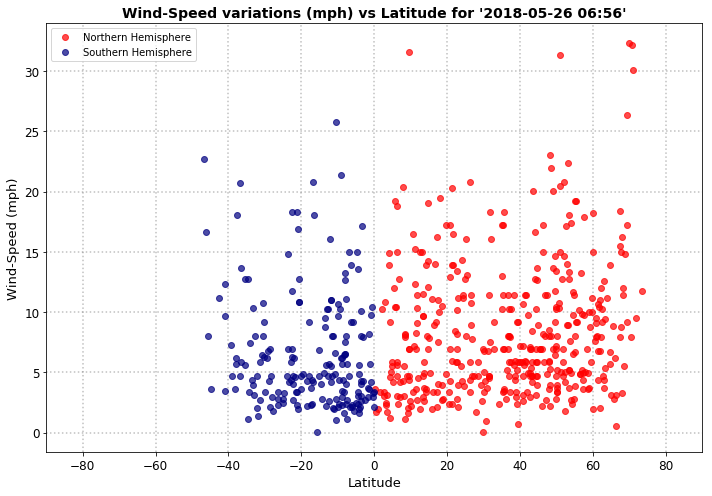 Wind-Speed variations (mph) vs Latitude for '2018-05-26 06:56'
Northern Hemisphere
Southern Hemisphere
Wind-Speed (mph)
30
25
20
15
10
5
0
−80 −60 −40 −20 0 20 40 60 80
Latitude